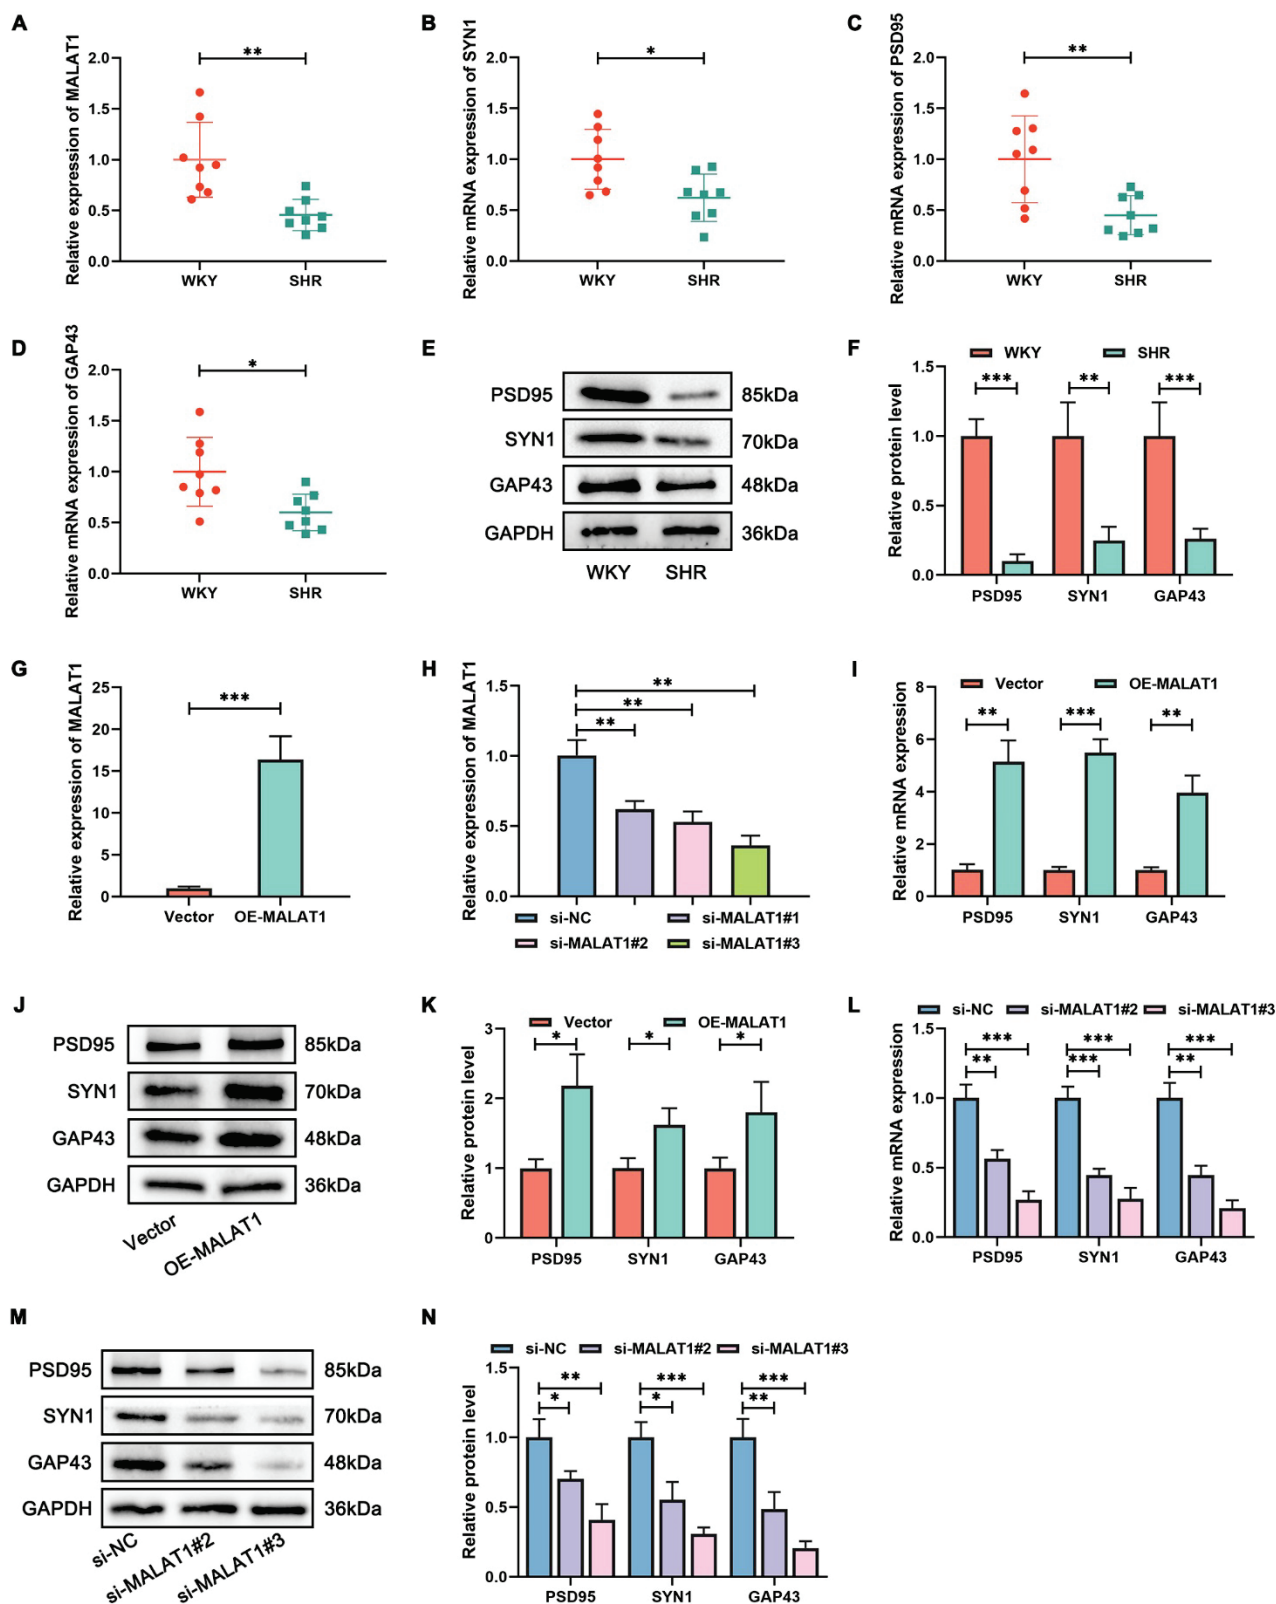 A
Relative expression of MALAT1
2.0
1.5
1.0
0.5
0.0
**
WKY
SHR
B
Relative mRNA expression of SYN1
2.0
1.5
1.0
0.5
0.0
*
WKY
SHR
C
Relative mRNA expression of PSD95
2.0
1.5
1.0
0.5
0.0
**
WKY
SHR
D
Relative mRNA expression of GAP43
2.0
1.5
1.0
0.5
0.0
*
WKY
SHR
E
PSD95 85kDa
SYN1 70kDa
GAP43 48kDa
GAPDH 36kDa
WKY SHR
F
WKY SHR
Relative protein level
1.5
1.0
0.5
0.0
*** ** ***
PSD95 SYN1 GAP43
G
Relative expression of MALAT1
25
20
15
10
5
0
***
Vector OE-MALAT1
H
Relative expression of MALAT1
1.5
1.0
0.5
0.0
**
**
**
si-NC si-MALAT1#1
si-MALAT1#2 si-MALAT1#3
I
Vector OE-MALAT1
Relative mRNA expression
8
6
4
2
0
** *** **
PSD95 SYN1 GAP43
J
PSD95 85kDa
SYN1 70kDa
GAP43 48kDa
GAPDH 36kDa
Vector
OE-MALAT1
K
Vector OE-MALAT1
Relative protein level
3
2
1
0
* * *
PSD95 SYN1 GAP43
L
si-NC si-MALAT1#2 si-MALAT1#3
Relative mRNA expression
1.5
1.0
0.5
0.0
*** *** ***
** *** **
PSD95 SYN1 GAP43
M
PSD95 85kDa
SYN1 70kDa
GAP43 48kDa
GAPDH 36kDa
si-NC
si-MALAT1#2
si-MALAT1#3
N
si-NC si-MALAT1#2 si-MALAT1#3
Relative protein level
1.5
1.0
0.5
0.0
** *** ***
* * **
PSD95 SYN1 GAP43